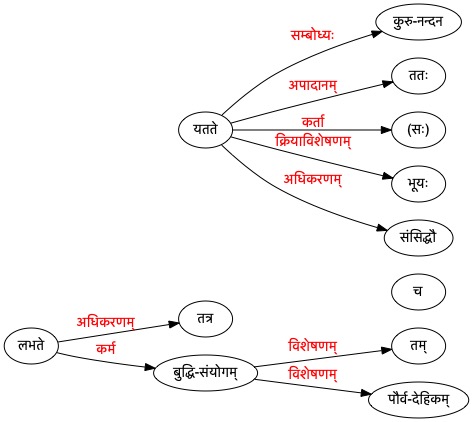 कुरु-नन्दन
सम्बोध्यः
ततः
अपादानम्
यतते
कर्ता
(सः)
क्रियाविशेषणम्
भूयः
अधिकरणम्
संसिद्धौ
च
तत्र
अधिकरणम्
लभते
कर्म
बुद्धि-संयोगम्
विशेषणम्
तम्
विशेषणम्
पौर्व-देहिकम्